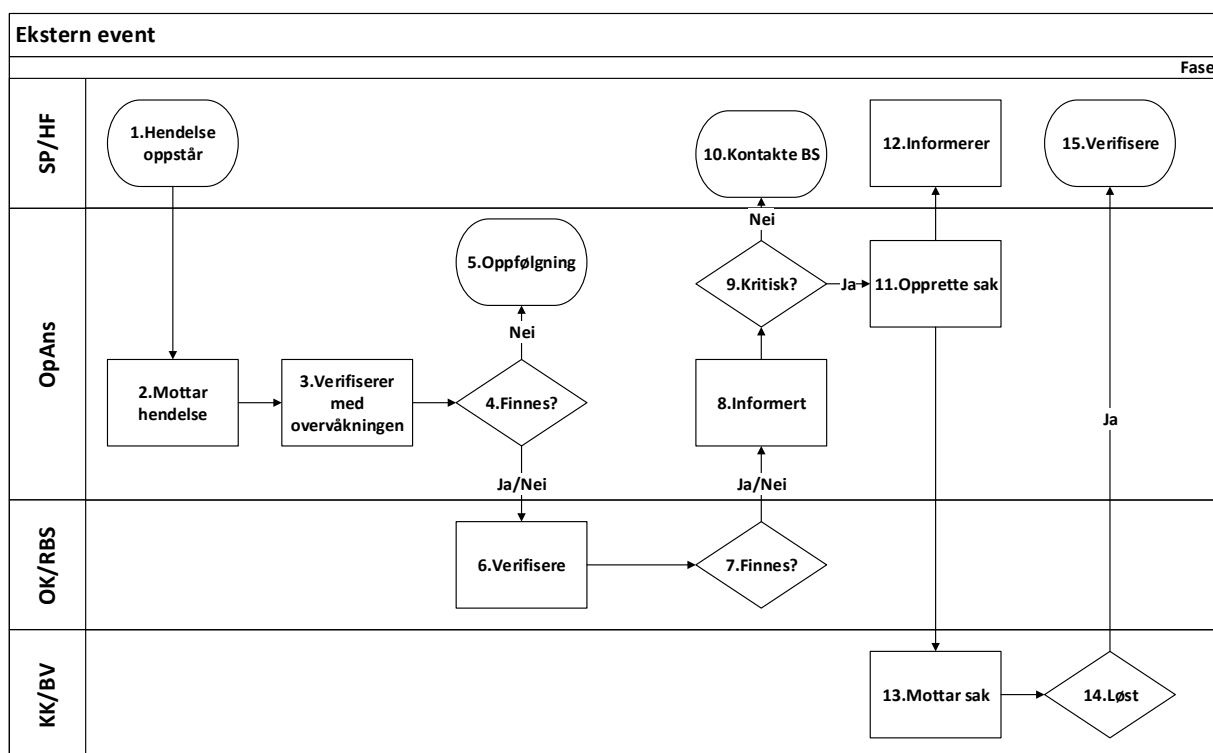 Ekstern event
Fase
SP/HF
1.Hendelse
oppstår
10.Kontakte BS
12.Informerer
15.Verifisere
OpAns
Nei
5.Oppfølgning
9.Kritisk?
Ja
11.Opprette sak
Nei
2.Mottar
hendelse
3.Verifiserer
med
overvåkningen
4.Finnes?
8.Informert
Ja
Ja/Nei
Ja/Nei
OK/RBS
6.Verifisere
7.Finnes?
KK/BV
13.Mottar sak
14.Løst